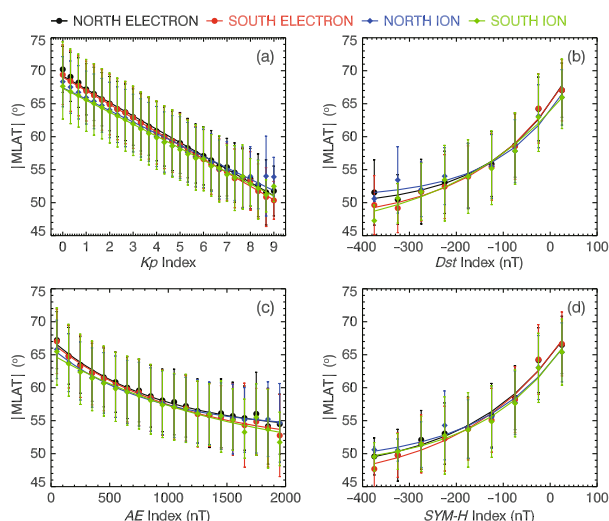 NORTH ELECTRON SOUTH ELECTRON NORTH ION SOUTH ION
75 (a) 75 (b)
70 70
65 65
60 60
55 55
50 50
45 45
|MLAT| (°) |MLAT| (°)
0 1 2 3 4 5 6 7 8 9 −400 −300 −200 −100 0 100
Kp Index Dst Index (nT)
75 (c) 75 (d)
70 70
65 65
60 60
55 55
50 50
45 45
|MLAT| (°) |MLAT| (°)
0 500 1000 1500 2000 −400 −300 −200 −100 0 100
AE Index (nT) SYM-H Index (nT)